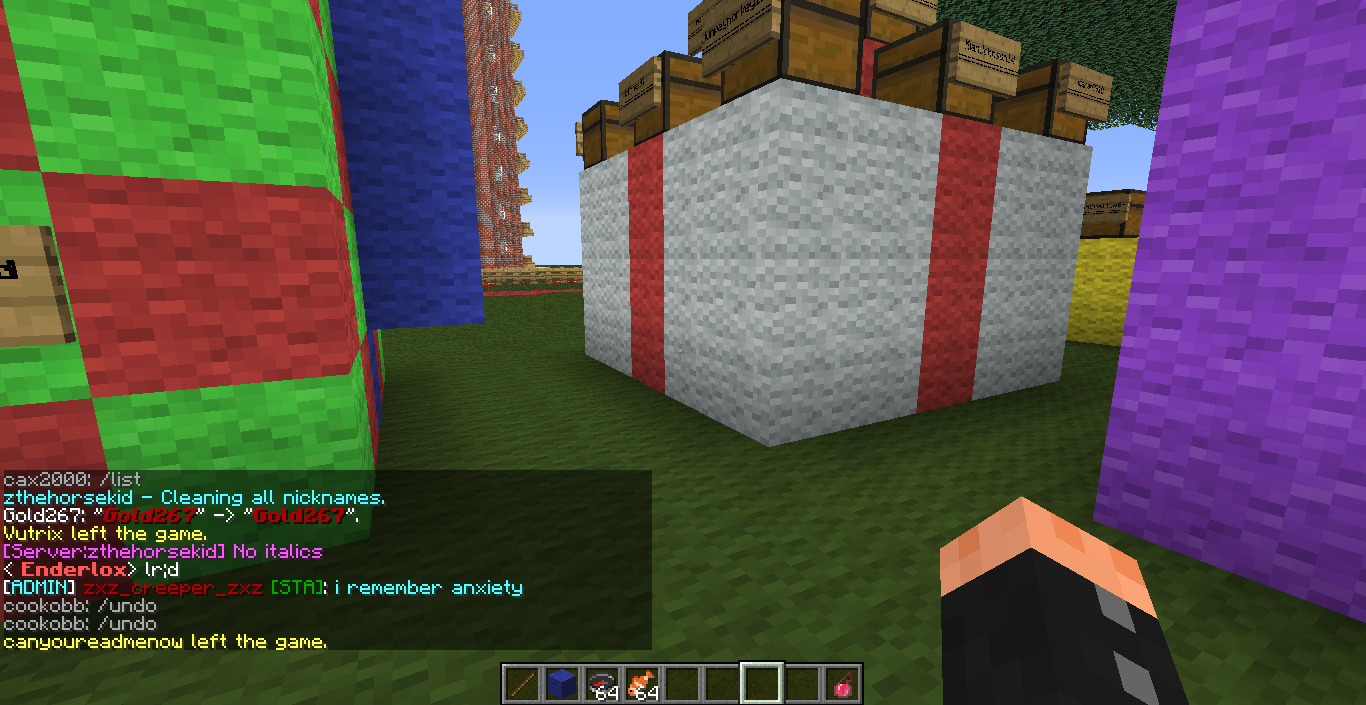 cax2000: /list
zthehorsekid - Cleaning all nicknames.
Gold267: "Gold267" -> "Gold267".
Vutrix left the game.
[Server:zthehorsekid] No italics
< Enderlox> lr;d
[ADMIN] zxz_creeper_zxz [STA]: i remember anxiety
cookobb: /undo
cookobb: /undo
canyoureadmenow left the game.
64
64